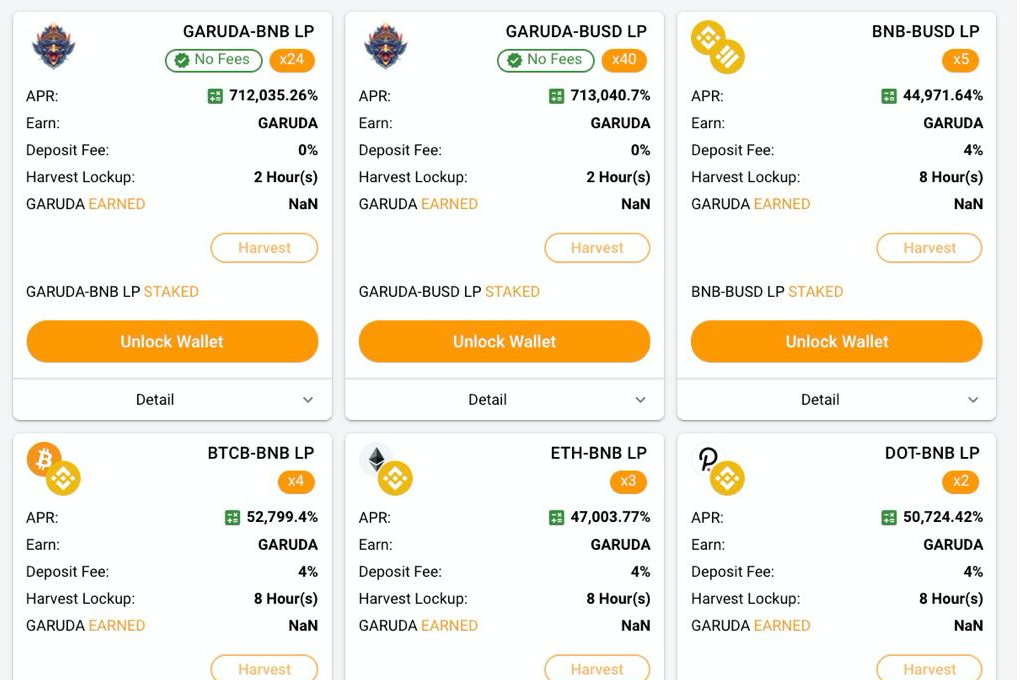 GARUDA-BNB LP
No Fees x24
APR: 712,035.26%
Earn: GARUDA
Deposit Fee: 0%
Harvest Lockup: 2 Hour(s)
GARUDA EARNED NaN
Harvest
GARUDA-BNB LP STAKED
Unlock Wallet
Detail
GARUDA-BUSD LP
No Fees x40
APR: 713,040.7%
Earn: GARUDA
Deposit Fee: 0%
Harvest Lockup: 2 Hour(s)
GARUDA EARNED NaN
Harvest
GARUDA-BUSD LP STAKED
Unlock Wallet
Detail
BNB-BUSD LP
x5
APR: 44,971.64%
Earn: GARUDA
Deposit Fee: 4%
Harvest Lockup: 8 Hour(s)
GARUDA EARNED NaN
Harvest
BNB-BUSD LP STAKED
Unlock Wallet
Detail
BTCB-BNB LP
x4
APR: 52,799.4%
Earn: GARUDA
Deposit Fee: 4%
Harvest Lockup: 8 Hour(s)
GARUDA EARNED NaN
Harvest
ETH-BNB LP
x3
APR: 47,003.77%
Earn: GARUDA
Deposit Fee: 4%
Harvest Lockup: 8 Hour(s)
GARUDA EARNED NaN
Harvest
DOT-BNB LP
x2
APR: 50,724.42%
Earn: GARUDA
Deposit Fee: 4%
Harvest Lockup: 8 Hour(s)
GARUDA EARNED NaN
Harvest